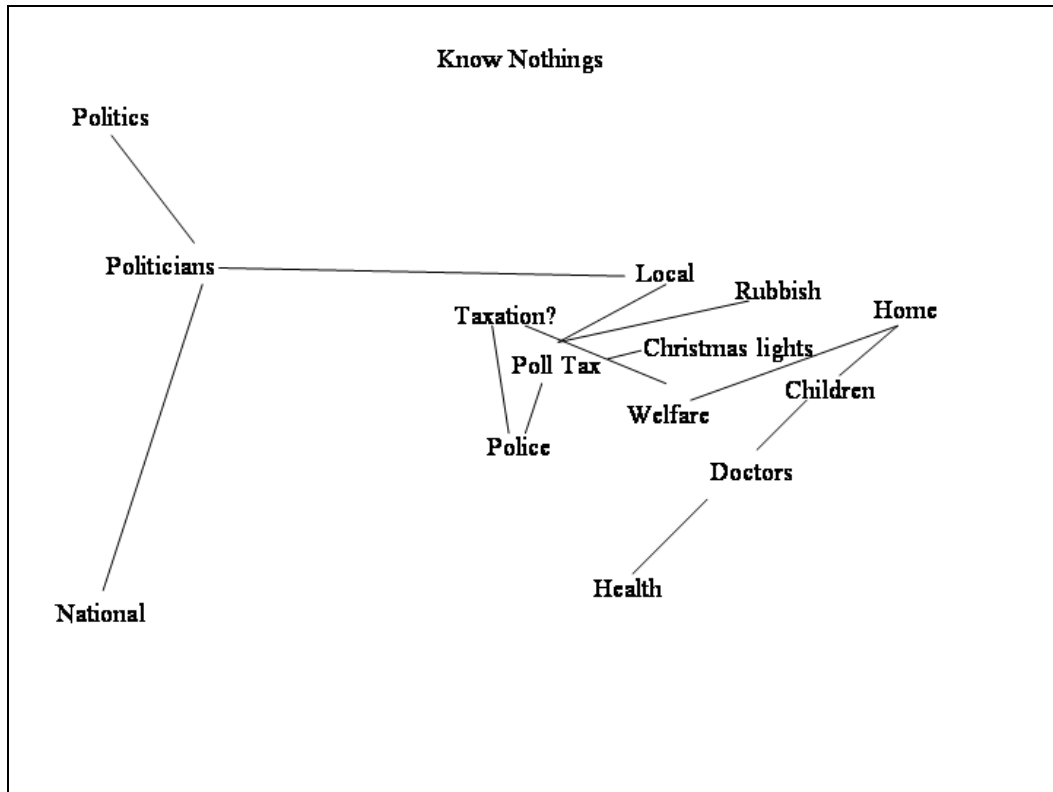 Know Nothings
Politics
Politicians
Local
Rubbish
Home
Taxation?
Christmas lights
Poll Tax
Children
Welfare
Police
Doctors
Health
National